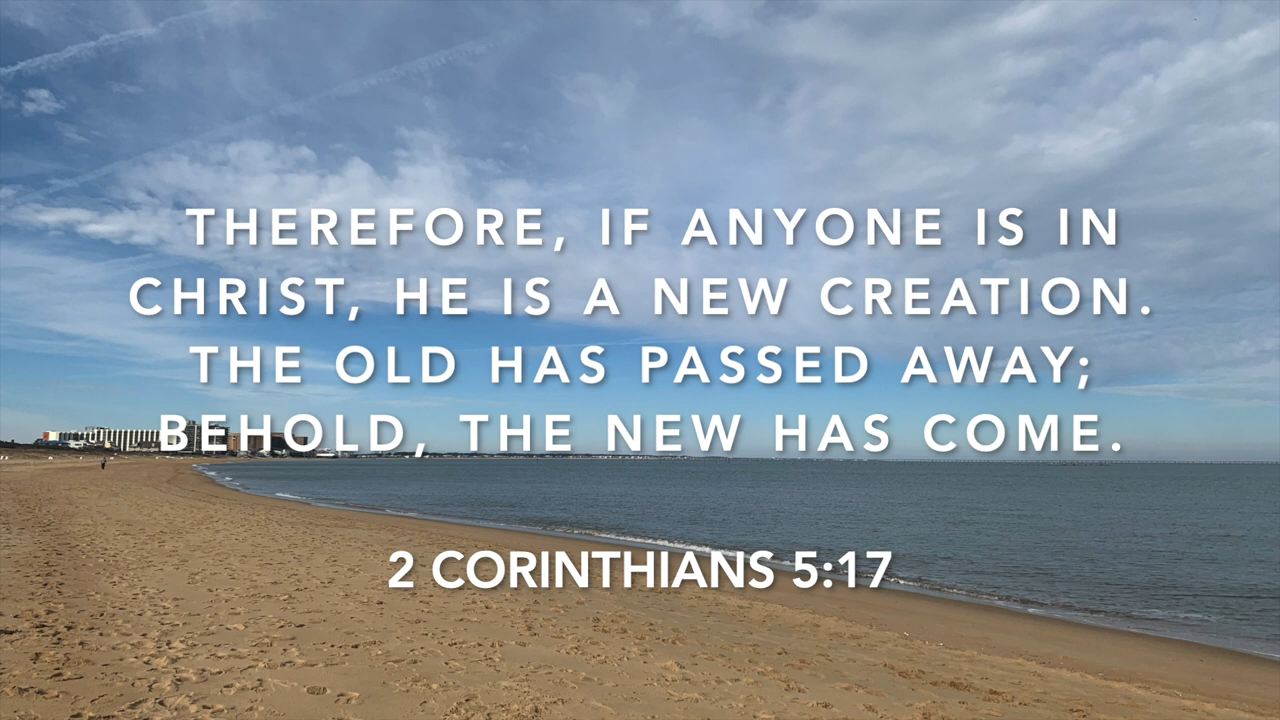 THEREFORE, IF ANYONE IS IN
CHRIST, HE IS A NEW CREATION.
THE OLD HAS PASSED AWAY;
BEHOLD, THE NEW HAS COME.
2 CORINTHIANS 5:17